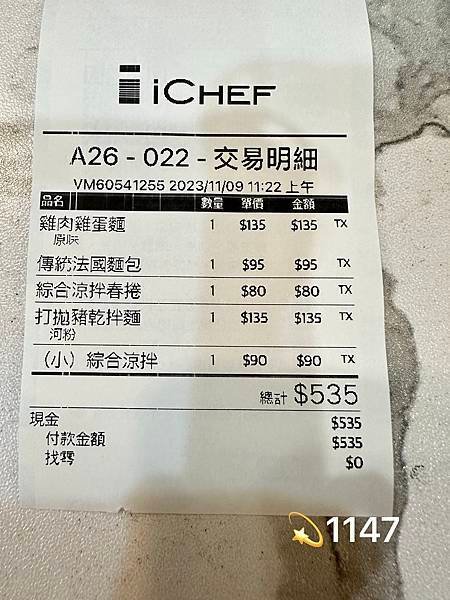 iCHEF
A26 - 022 - 交易明細
VM60541255 2023/11/09 11:22 上午
品名 數量 單價 金額
雞肉雞蛋麵 1 $135 $135 TX
原味
傳統法國麵包 1 $95 $95 TX
綜合涼拌春捲 1 $80 $80 TX
打拋豬乾拌麵 1 $135 $135 TX
河粉
（小）綜合涼拌 1 $90 $90 TX
總計 $535
現金 $535
付款金額 $535
找零 $0
1147